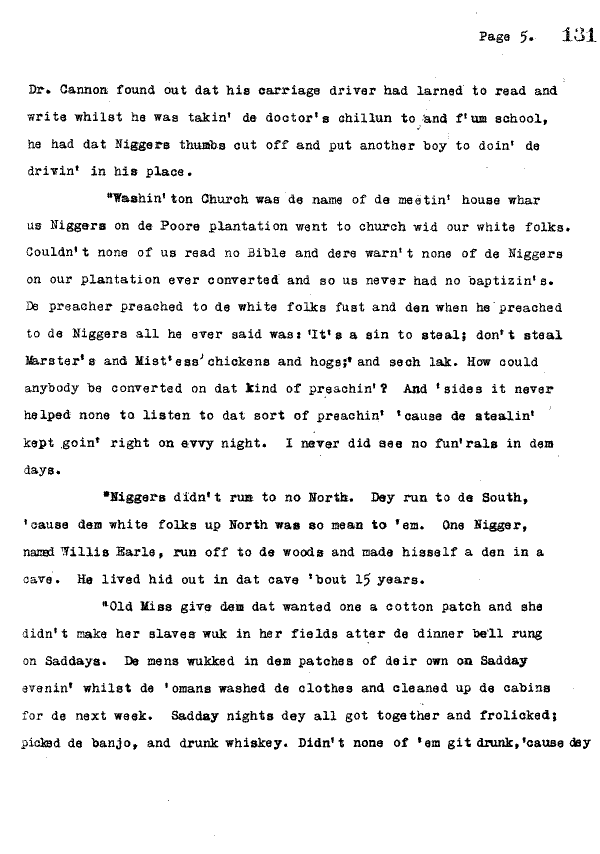 Page 5. 131
Dr. Cannon found out dat his carriage driver had larned to read and
write whilst he was takin' de doctor's chillun to and f'um school,
he had dat Niggers thumbs cut off and put another boy to doin' de
drivin' in his place.
"Washin'ton Church was de name of de meetin' house whar
us Niggers on de Poore plantation went to church wid our white folks.
Couldn't none of us read no Bible and dere warn't none of de Niggers
on our plantation ever converted and so us never had no baptizin's.
De preacher preached to de white folks fust and den when he preached
to de Niggers all he ever said was: 'It's a sin to steal; don't steal
Marster's and Mist'ess' chickens and hogs;' and sech lak. How could
anybody be converted on dat kind of preachin'? And 'sides it never
helped none to listen to dat sort of preachin' 'cause de stealin'
kept goin' right on evvy night. I never did see no fun'rals in dem
days.
"Niggers didn't run to no North. Dey run to de South,
'cause dem white folks up North was so mean to 'em. One Nigger,
named Willis Earle, run off to de woods and made hisself a den in a
cave. He lived hid out in dat cave 'bout 15 years.
"Old Miss give dem dat wanted one a cotton patch and she
didn't make her slaves wuk in her fields atter de dinner bell rung
on Saddays. De mens wukked in dem patches of deir own on Sadday
evenin' whilst de 'omans washed de clothes and cleaned up de cabins
for de next week. Sadday nights dey all got together and frolicked;
picked de banjo, and drunk whiskey. Didn't none of 'em git drunk,'cause dey